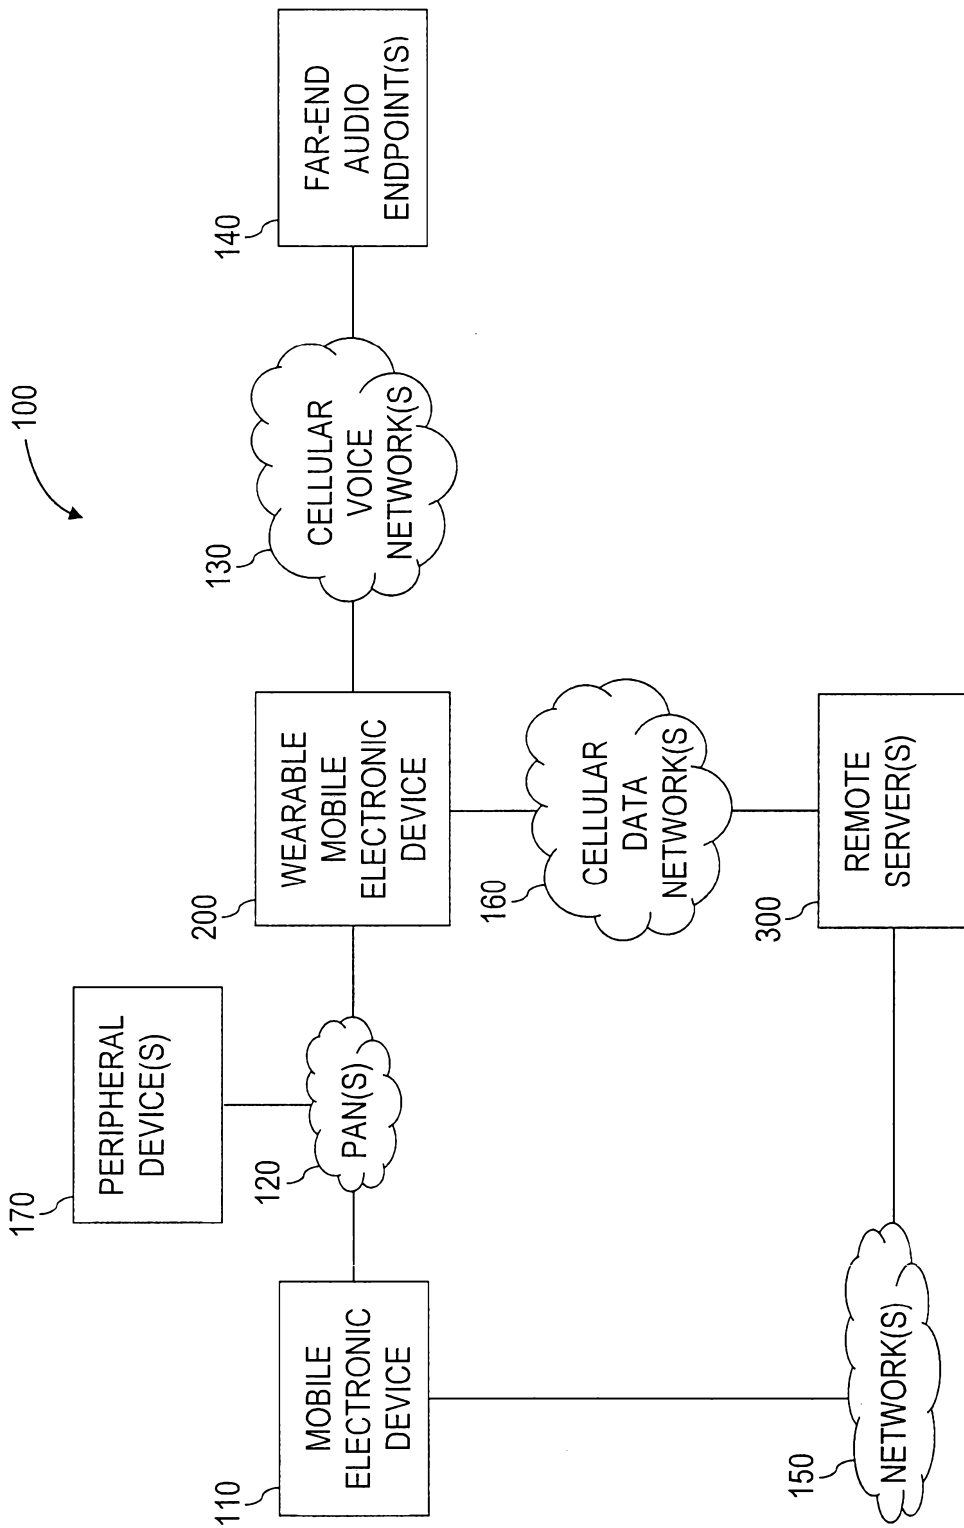 100
170
PERIPHERAL
DEVICE(S)
110
MOBILE
ELECTRONIC
DEVICE
120
PAN(S)
200
WEARABLE
MOBILE
ELECTRONIC
DEVICE
130
CELLULAR
VOICE
NETWORK(S
140
FAR-END
AUDIO
ENDPOINT(S)
160
CELLULAR
DATA
NETWORK(S
150
NETWORK(S)
300
REMOTE
SERVER(S)